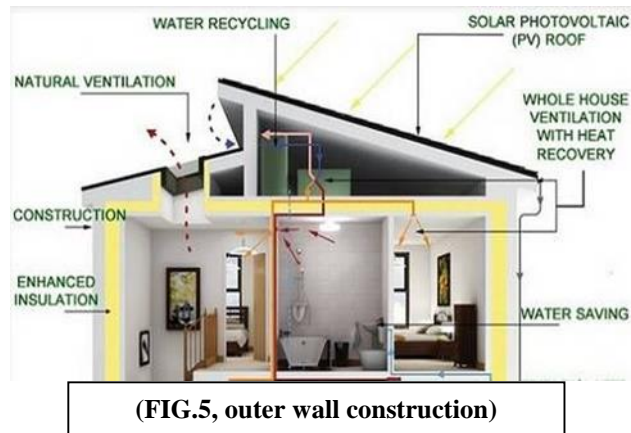 WATER RECYCLING
SOLAR PHOTOVOLTAIC
(PV) ROOF
NATURAL VENTILATION
WHOLE HOUSE
VENTILATION
WITH HEAT
RECOVERY
CONSTRUCTION
ENHANCED
INSULATION
WATER SAVING
(FIG.5, outer wall construction)